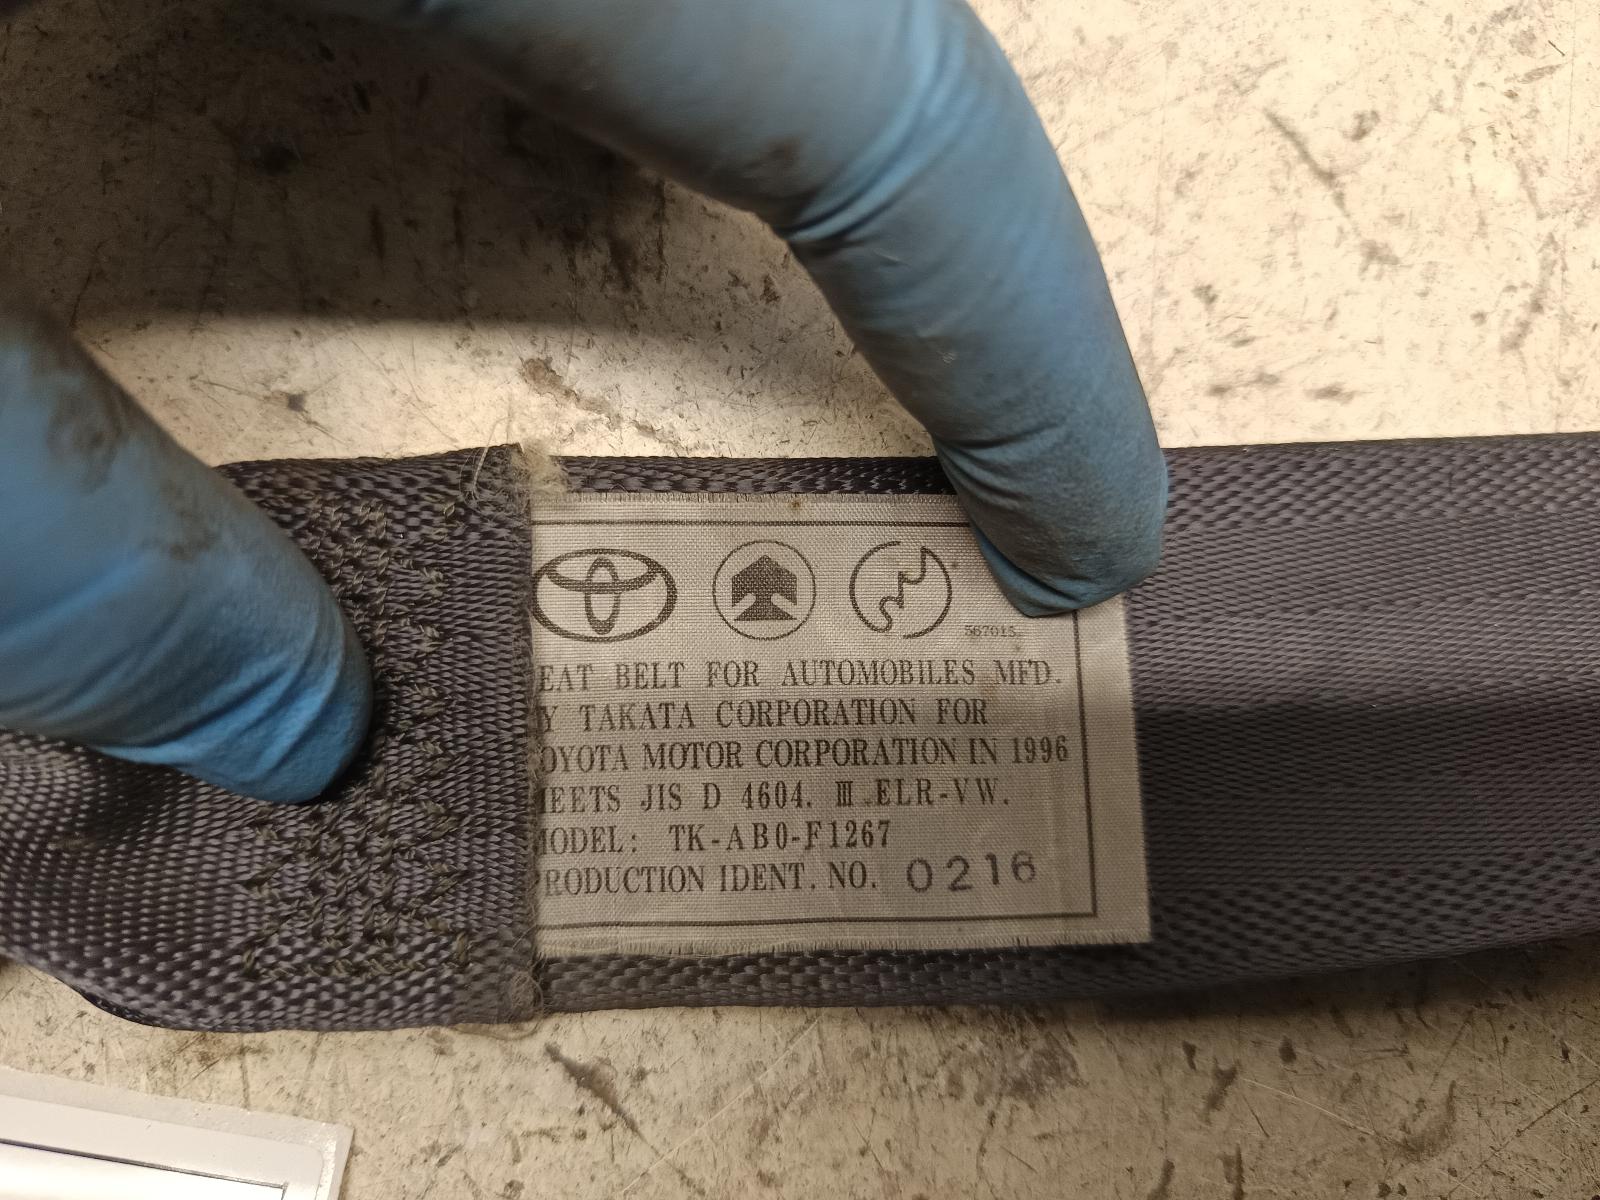 567015
EAT BELT FOR AUTOMOBILES MFD.
Y TAKATA CORPORATION FOR
OYOTA MOTOR CORPORATION IN 1996
EETS JIS D 4604. Ⅲ.ELR-VW.
MODEL: TK-AB0-F1267
PRODUCTION IDENT. NO. 0216